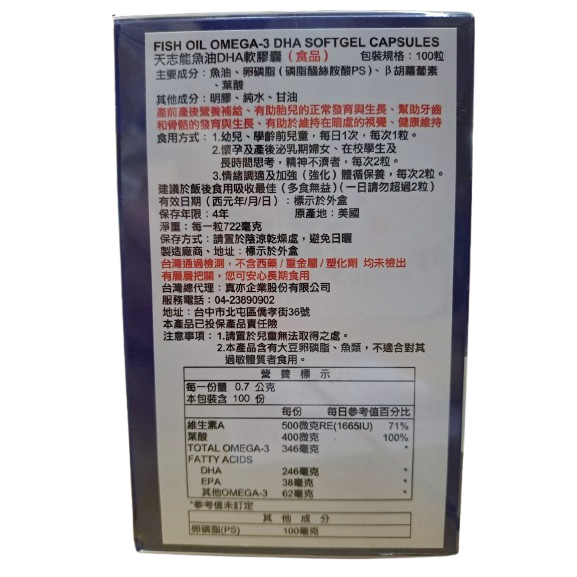 FISH OIL OMEGA-3 DHA SOFTGEL CAPSULES
天志能魚油DHA軟膠囊（食品） 包裝規格：100粒
主要成分：魚油、卵磷脂（磷脂醯絲胺酸PS）、β胡蘿蔔素
、葉酸
其他成分：明膠、純水、甘油
產前產後營養補給、有助胎兒的正常發育與生長、幫助牙齒
和骨骼的發育與生長、有助於維持在暗處的視覺、健康維持
食用方式：1.幼兒、學齡前兒童，每日1次，每次1粒。
2.懷孕及產後泌乳期婦女、在校學生及
長時間思考，精神不濟者，每次2粒。
3.情緒調適及加強（強化）體循保養，每次2粒。
建議於飯後食用吸收最佳（多食無益）（一日請勿超過2粒）
有效日期（西元年/月/日）：標示於外盒
保存年限：4年 原產地：美國
淨重：每一粒722毫克
保存方式：請置於陰涼乾燥處，避免日曬
製造廠商、地址：標示於外盒
台灣通過檢測，不含西藥/重金屬/塑化劑 均未檢出
有層層把關，您可安心長期食用
台灣總代理：真亦企業股份有限公司
服務電話：04-23890902
地址：台中市北屯區僑孝街36號
本產品已投保產品責任險
注意事項：1.請置於兒童無法取得之處。
2.本產品含有大豆卵磷脂、魚類，不適合對其
過敏體質者食用。
營養標示
每一份量 0.7 公克
本包裝含 100 份
每份 每日參考值百分比
維生素A 500微克RE(1665IU) 71%
葉酸 400微克 100%
TOTAL OMEGA-3 346毫克 *
FATTY ACIDS
DHA 246毫克 *
EPA 38毫克 *
其他OMEGA-3 62毫克 *
*參考值未訂定
其他成分
卵磷脂(PS) 100毫克